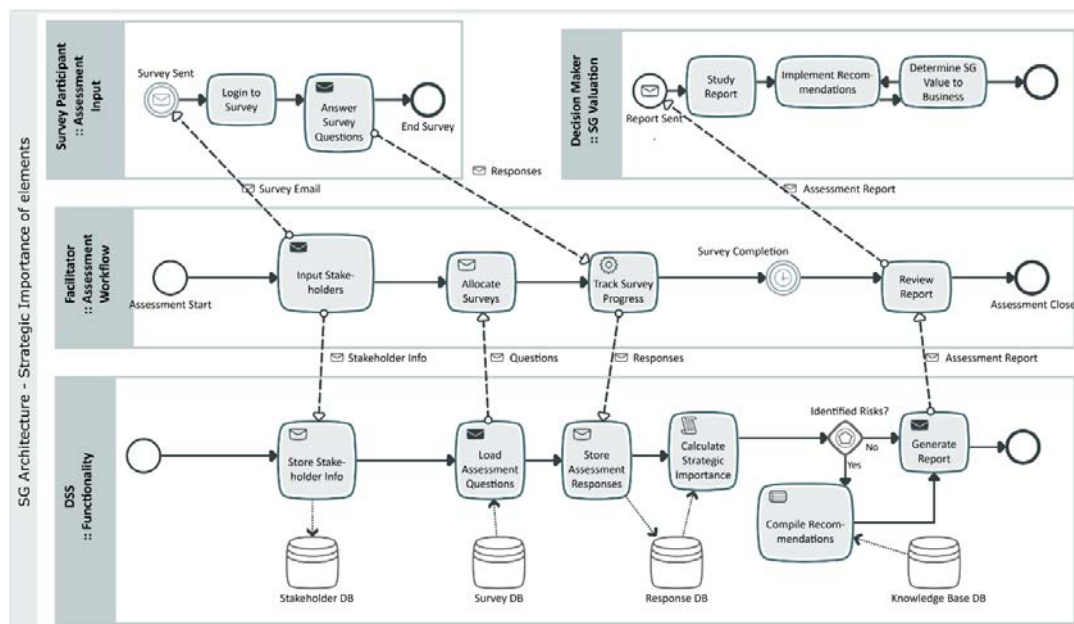 SG Architecture - Strategic Importance of elements
Survey Participant
:: Assessment
Input
Survey Sent
Login to
Survey
Answer
Survey
Questions
End Survey
Decision Maker
:: SG Valuation
Report Sent
Study
Report
Implement Recom-
mendations
Determine SG
Value to
Business
Survey Email
Responses
Assessment Report
Facilitator
:: Assessment
Workflow
Assessment Start
Input Stake-
holders
Allocate
Surveys
Track Survey
Progress
Survey Completion
Review
Report
Assessment Close
Stakeholder Info
Questions
Responses
Assessment Report
DSS
:: Functionality
Store Stake-
holder Info
Load
Assessment
Questions
Store
Assessment
Responses
Calculate
Strategic
Importance
Identified Risks?
No
Yes
Generate
Report
Compile Recom-
mendations
Stakeholder DB
Survey DB
Response DB
Knowledge Base DB